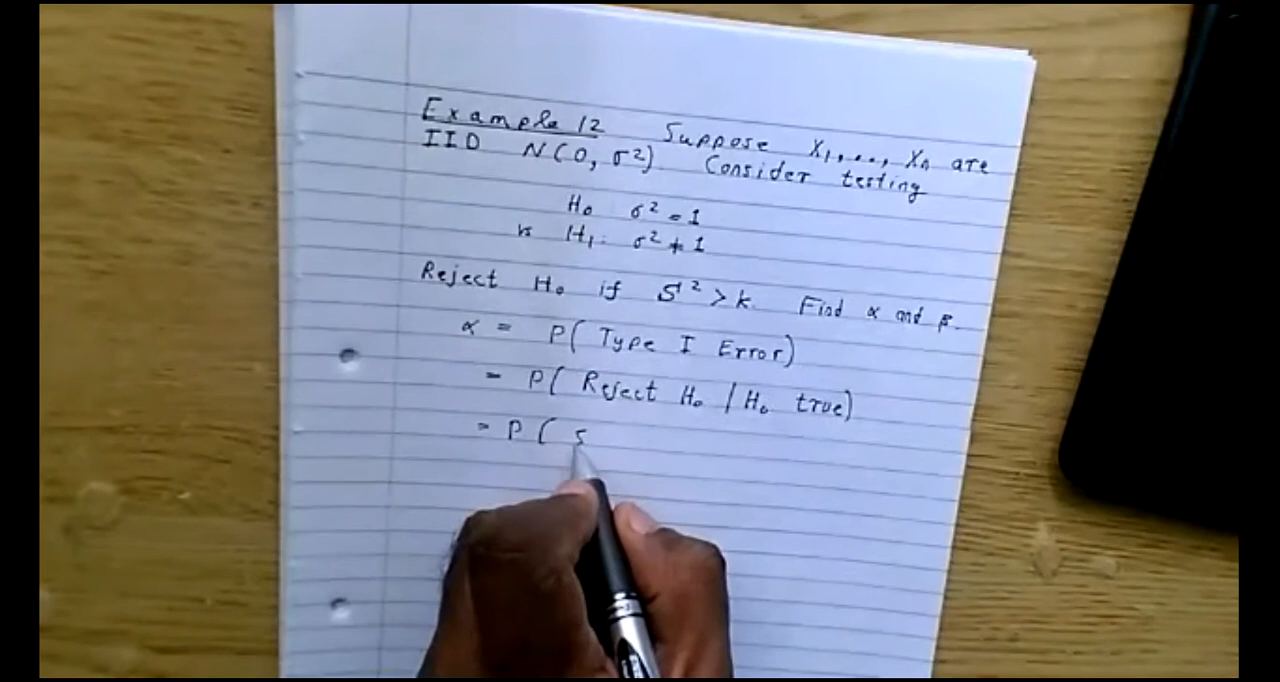 Example 12 Suppose X₁,..., Xₙ are
IID N(0, σ²) Consider testing
H₀ σ² = 1
vs H₁: σ² ≠ 1
Reject H₀ if S² > k. Find α and β.
α = P( Type I Error)
= P( Reject H₀ | H₀ true)
= P ( S